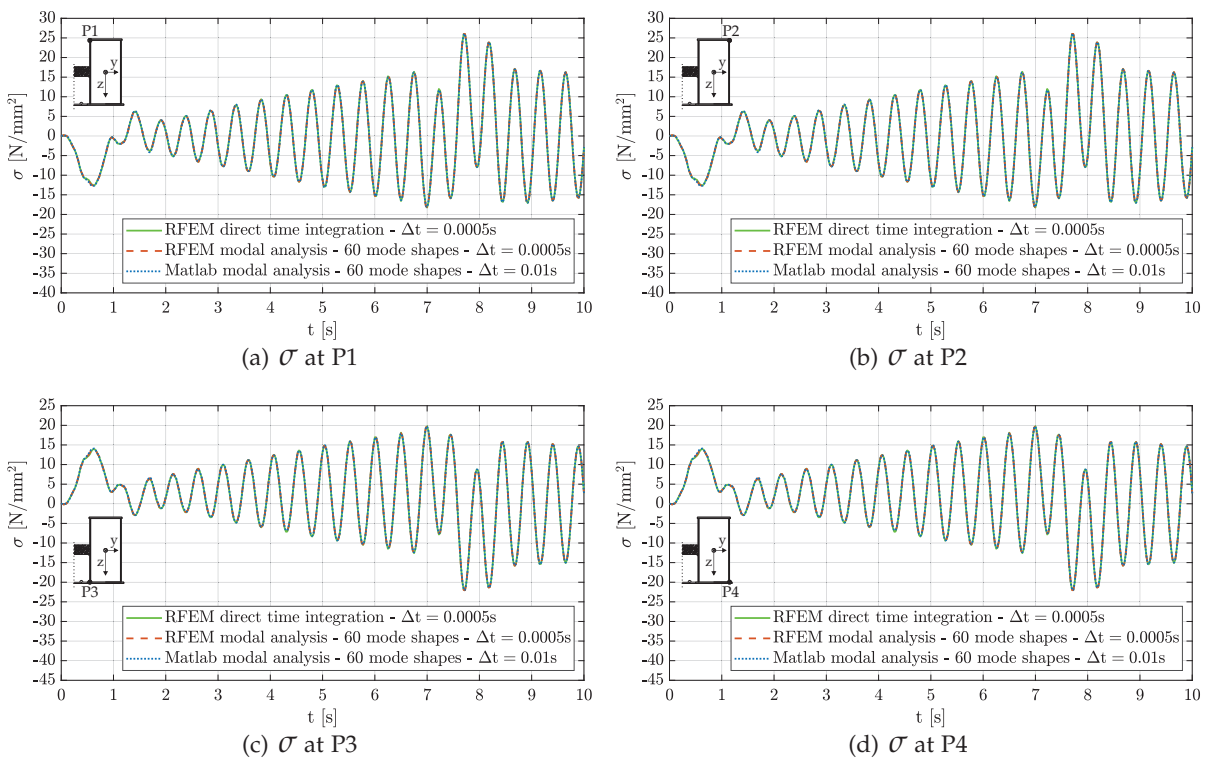 30
25
20
15
10
5
0
-5
-10
-15
-20
-25
-30
-35
-40
σ [N/mm²]
P1
y
z
RFEM direct time integration - Δt = 0.0005s
RFEM modal analysis - 60 mode shapes - Δt = 0.0005s
Matlab modal analysis - 60 mode shapes - Δt = 0.01s
0 1 2 3 4 5 6 7 8 9 10
t [s]
(a) σ at P1
30
25
20
15
10
5
0
-5
-10
-15
-20
-25
-30
-35
-40
σ [N/mm²]
P2
y
z
RFEM direct time integration - Δt = 0.0005s
RFEM modal analysis - 60 mode shapes - Δt = 0.0005s
Matlab modal analysis - 60 mode shapes - Δt = 0.01s
0 1 2 3 4 5 6 7 8 9 10
t [s]
(b) σ at P2
25
20
15
10
5
0
-5
-10
-15
-20
-25
-30
-35
-40
-45
σ [N/mm²]
y
z
P3
RFEM direct time integration - Δt = 0.0005s
RFEM modal analysis - 60 mode shapes - Δt = 0.0005s
Matlab modal analysis - 60 mode shapes - Δt = 0.01s
0 1 2 3 4 5 6 7 8 9 10
t [s]
(c) σ at P3
25
20
15
10
5
0
-5
-10
-15
-20
-25
-30
-35
-40
-45
σ [N/mm²]
y
z
P4
RFEM direct time integration - Δt = 0.0005s
RFEM modal analysis - 60 mode shapes - Δt = 0.0005s
Matlab modal analysis - 60 mode shapes - Δt = 0.01s
0 1 2 3 4 5 6 7 8 9 10
t [s]
(d) σ at P4